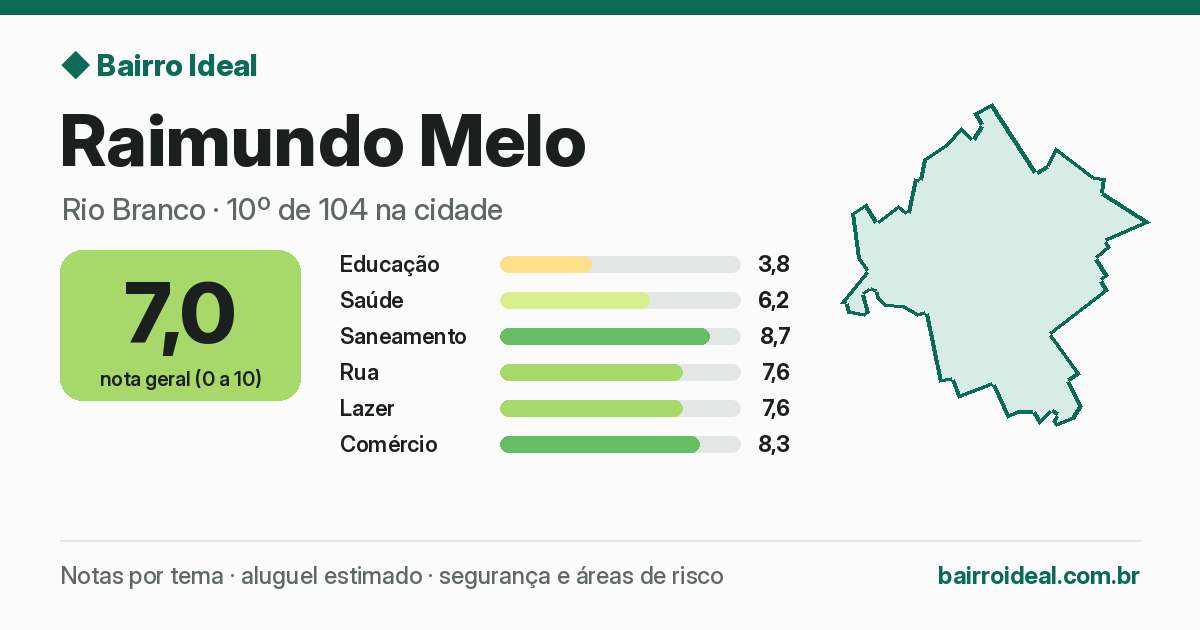 Bairro Ideal
Raimundo Melo
Rio Branco · 10º de 104 na cidade
7,0
nota geral (0 a 10)
Educação 3,8
Saúde 6,2
Saneamento 8,7
Rua 7,6
Lazer 7,6
Comércio 8,3
Notas por tema · aluguel estimado · segurança e áreas de risco
bairroideal.com.br